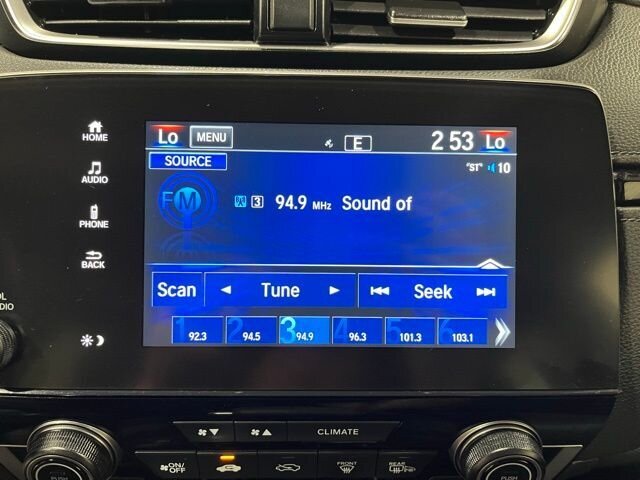 Lo MENU E 2 53 Lo
HOME
SOURCE "ST" 10
AUDIO
FM 3 94.9 MHz Sound of
PHONE
BACK
Scan Tune Seek
1 92.3 2 94.5 3 94.9 4 96.3 5 101.3 6 103.1
CLIMATE
ON/OFF FRONT REAR
PUSH PUSH